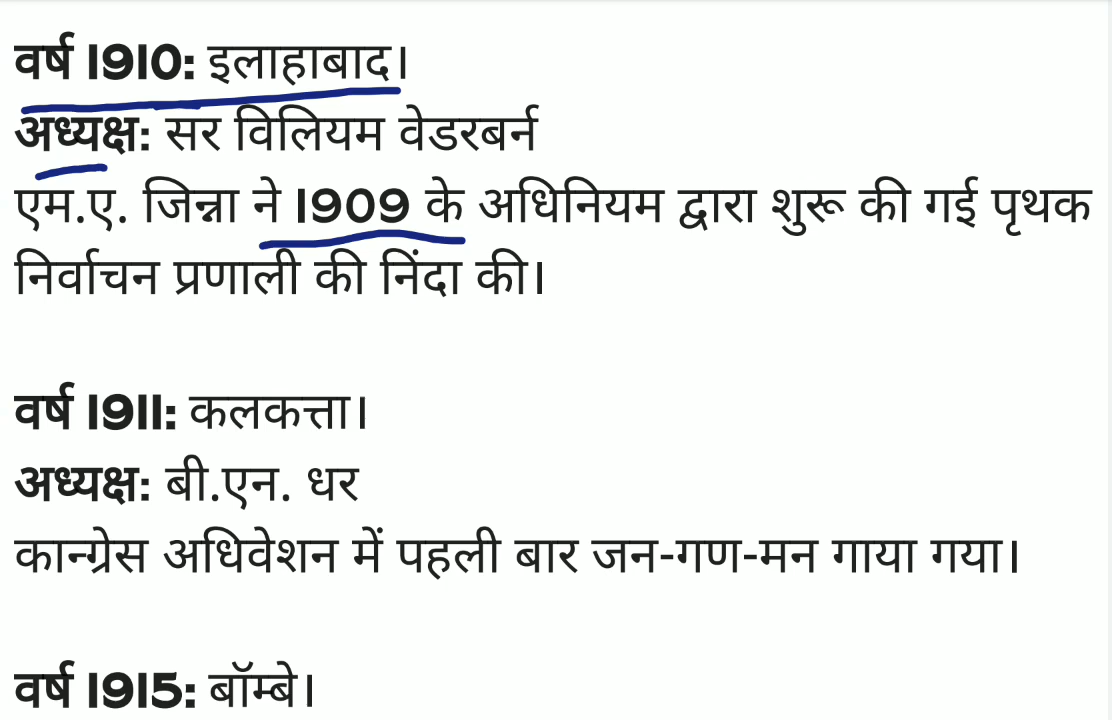 वर्ष 1910: इलाहाबाद।
अध्यक्ष: सर विलियम वेडरबर्न
एम.ए. जिन्ना ने 1909 के अधिनियम द्वारा शुरू की गई पृथक
निर्वाचन प्रणाली की निंदा की।
वर्ष 1911: कलकत्ता।
अध्यक्ष: बी.एन. धर
कान्ग्रेस अधिवेशन में पहली बार जन-गण-मन गाया गया।
वर्ष 1915: बॉम्बे।